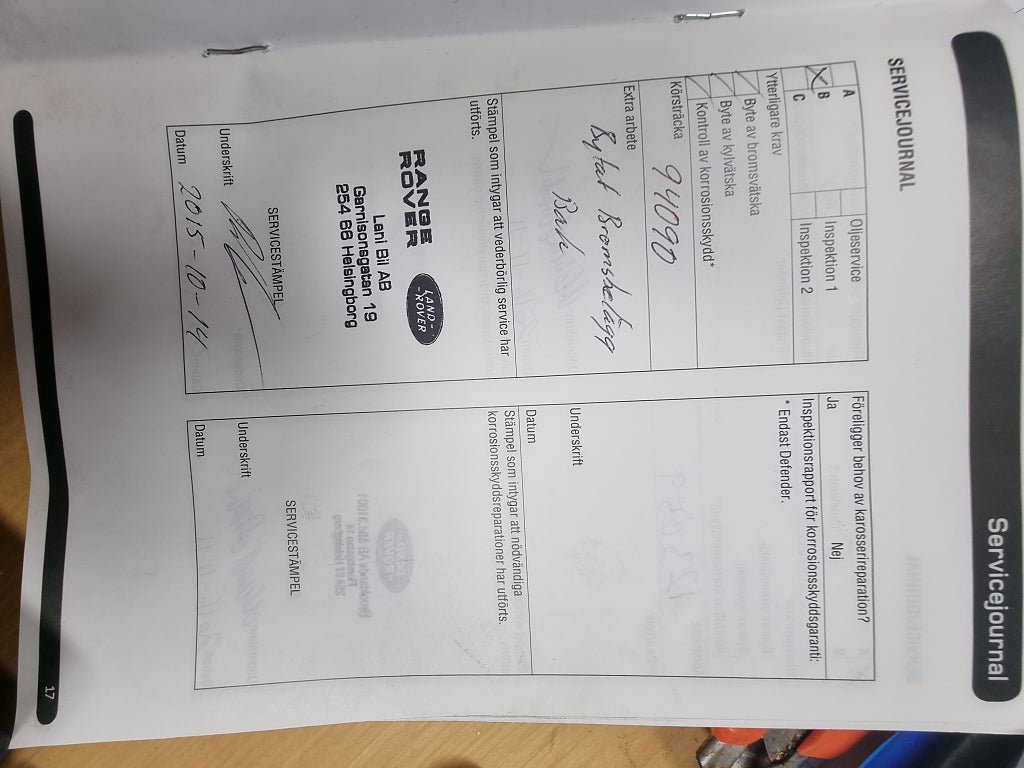 Servicejournal
SERVICEJOURNAL
A Oljeservice
X B Inspektion 1
C Inspektion 2
Ytterligare krav
Byte av bromsvätska
Byte av kylvätska
Kontroll av korrosionsskydd*
Körsträcka 94090
Extra arbete
Bytat Bromsbelägg
Bak
Stämpel som intygar att vederbörlig service har
utförts.
RANGE
ROVER
LAND-
-ROVER
Lani Bil AB
Garnisonsgatan 19
254 66 Helsingborg
SERVICESTÄMPEL
Underskrift
Datum 2015-10-14
Föreligger behov av karosserireparation?
Ja Nej
Inspektionsrapport för korrosionsskyddsgaranti:
* Endast Defender.
Underskrift
Datum
Stämpel som intygar att nödvändiga
korrosionsskyddsreparationer har utförts.
SERVICESTÄMPEL
Underskrift
Datum
17